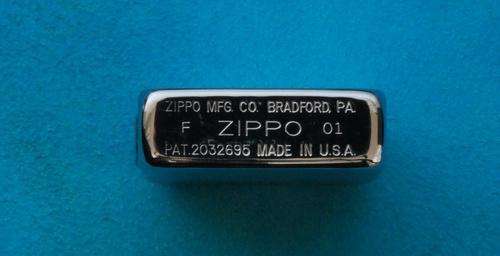 ZIPPO MFG. CO. BRADFORD, PA.
F ZIPPO 01
PAT.2032695 MADE IN U.S.A.